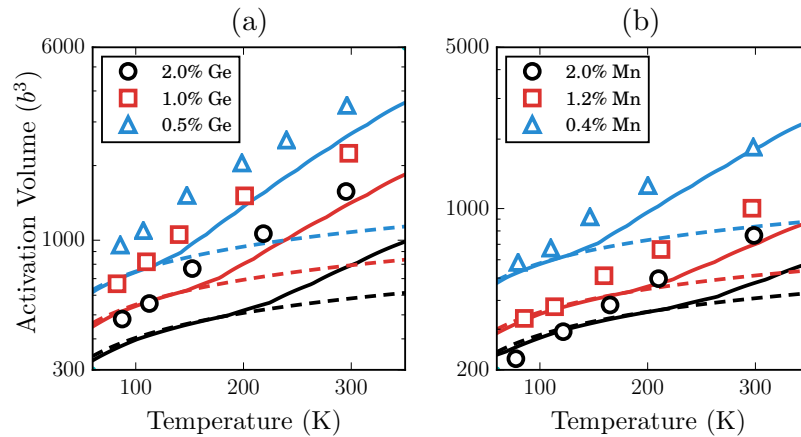 (a)
6000
1000
300
Activation Volume (b³)
2.0% Ge
1.0% Ge
0.5% Ge
100
200
300
Temperature (K)
(b)
5000
1000
200
2.0% Mn
1.2% Mn
0.4% Mn
100
200
300
Temperature (K)